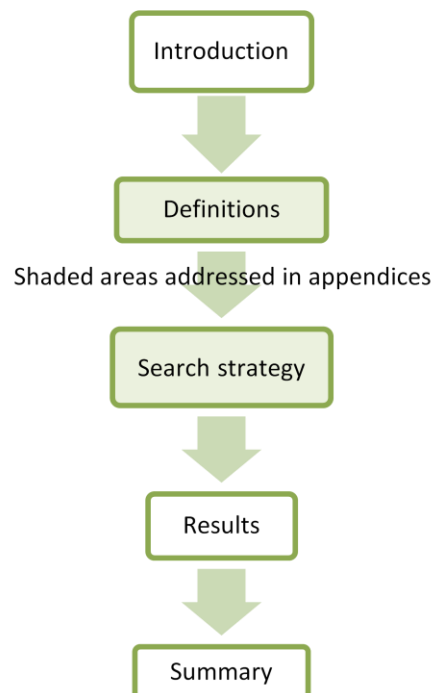 Introduction
Definitions
Shaded areas addressed in appendices
Search strategy
Results
Summary